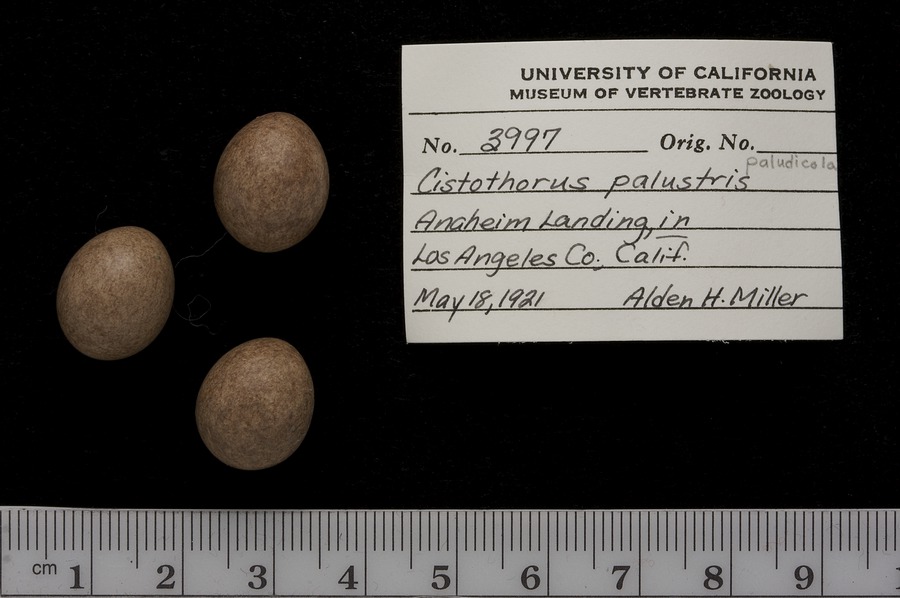 UNIVERSITY OF CALIFORNIA
MUSEUM OF VERTEBRATE ZOOLOGY
No. 3997 Orig. No.
paludicola
Cistothorus palustris
Anaheim Landing, in
Los Angeles Co., Calif.
May 18, 1921 Alden H. Miller
cm 1 2 3 4 5 6 7 8 9 1